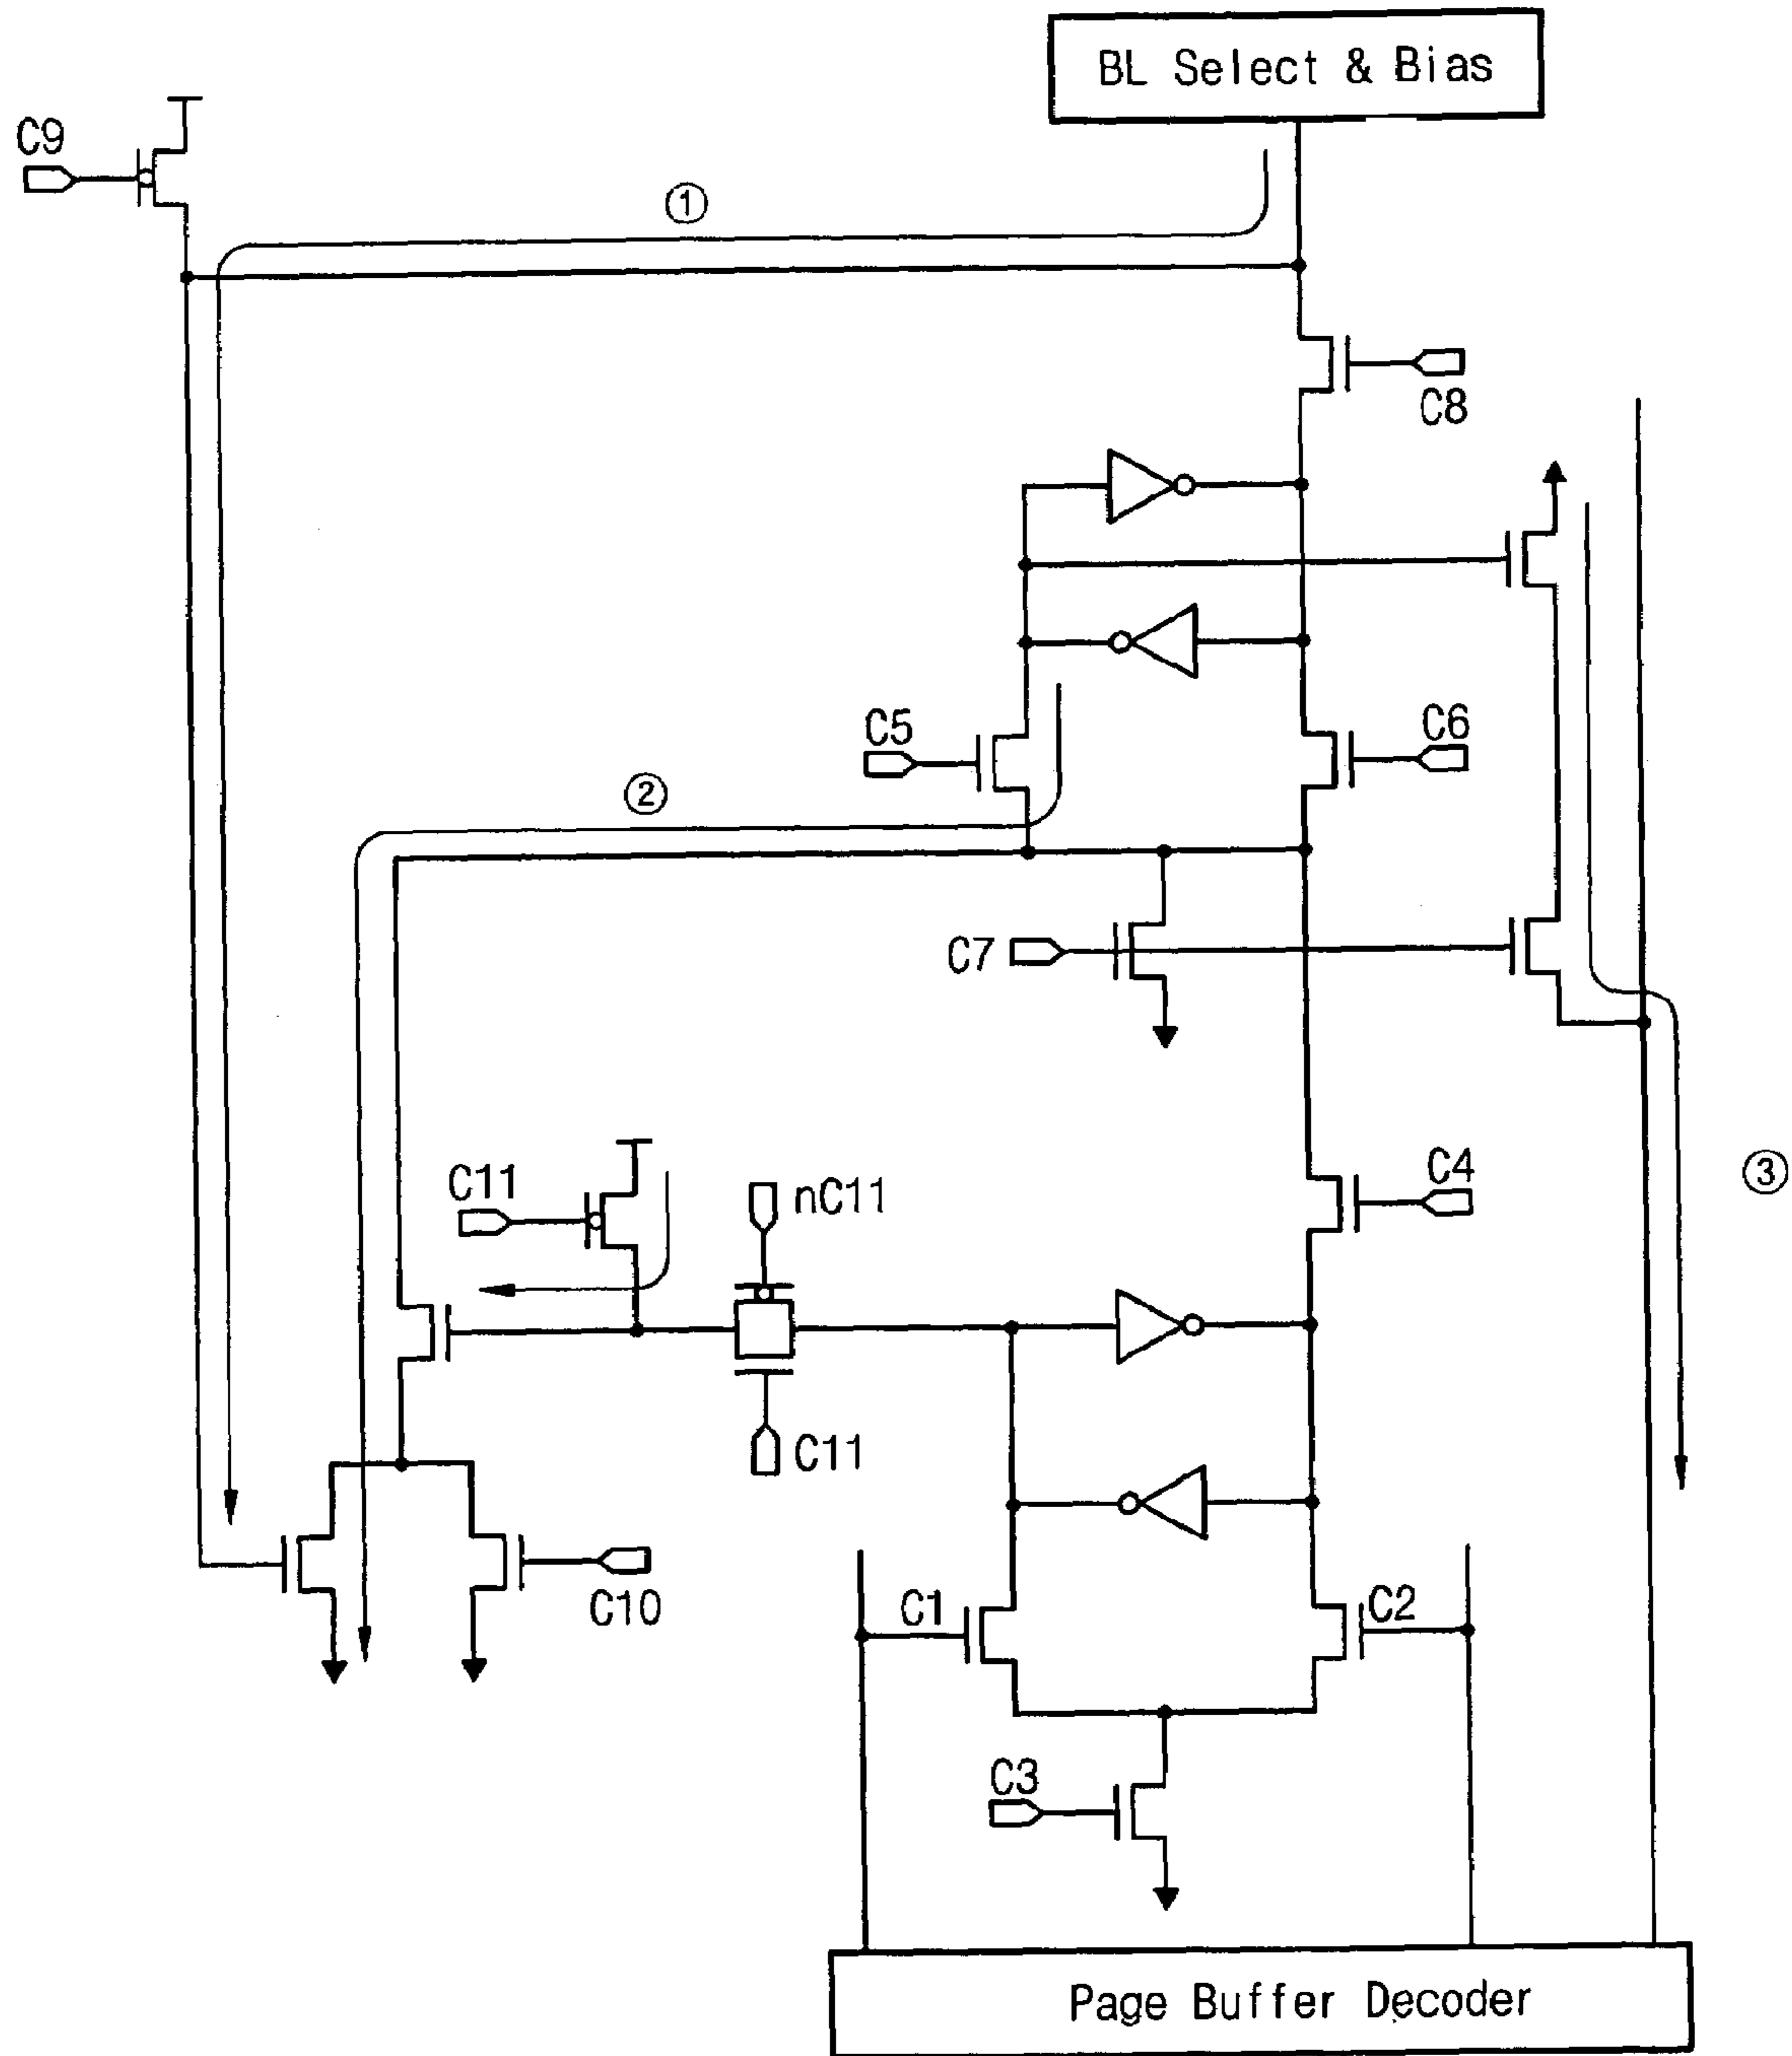 BL Select & Bias
C9
①
C8
C5
C6
②
C7
C11
nC11
C4
③
C11
C10
C1
C2
C3
Page Buffer Decoder